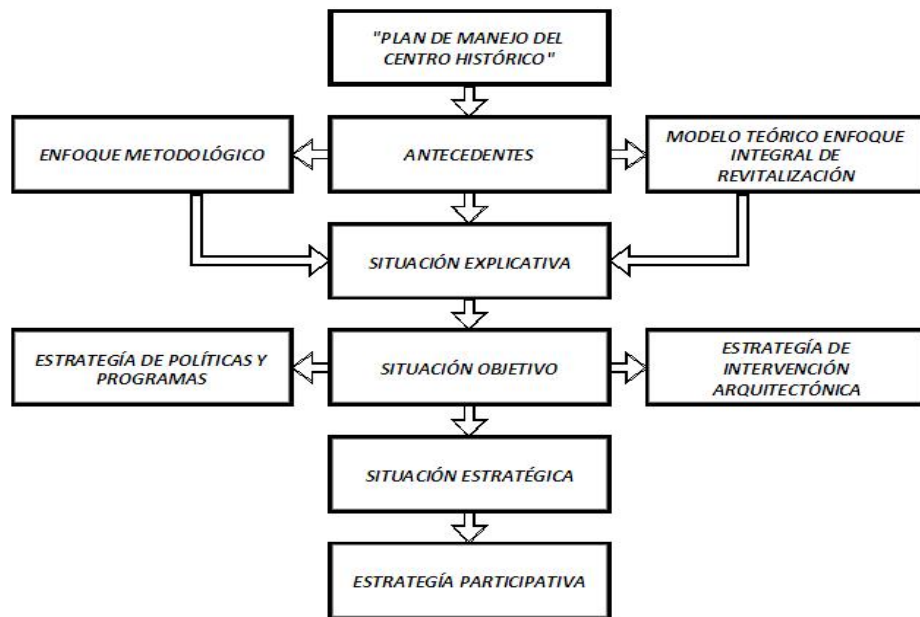 "PLAN DE MANEJO DEL
CENTRO HISTÓRICO"
ENFOQUE METODOLÓGICO
ANTECEDENTES
MODELO TEÓRICO ENFOQUE
INTEGRAL DE
REVITALIZACIÓN
SITUACIÓN EXPLICATIVA
ESTRATEGÍA DE POLÍTICAS Y
PROGRAMAS
SITUACIÓN OBJETIVO
ESTRATEGÍA DE
INTERVENCIÓN
ARQUITECTÓNICA
SITUACIÓN ESTRATÉGICA
ESTRATEGÍA PARTICIPATIVA